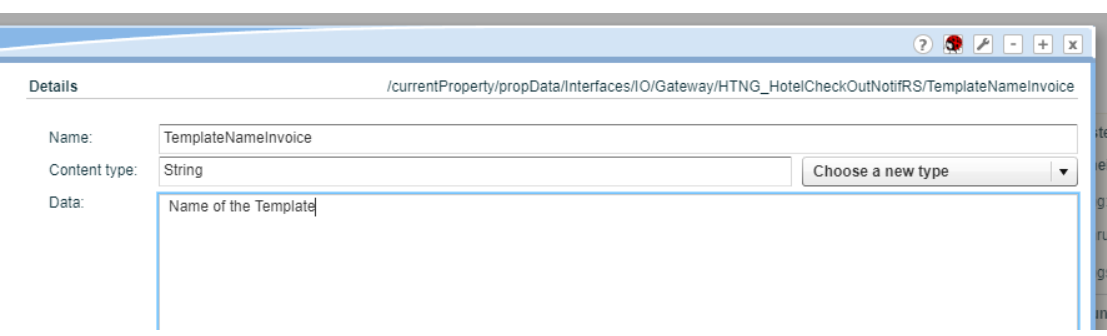 ? - + x
Details /currentProperty/propData/Interfaces/IO/Gateway/HTNG_HotelCheckOutNotifRS/TemplateNameInvoice
Name: TemplateNameInvoice
Content type: String Choose a new type
Data: Name of the Template